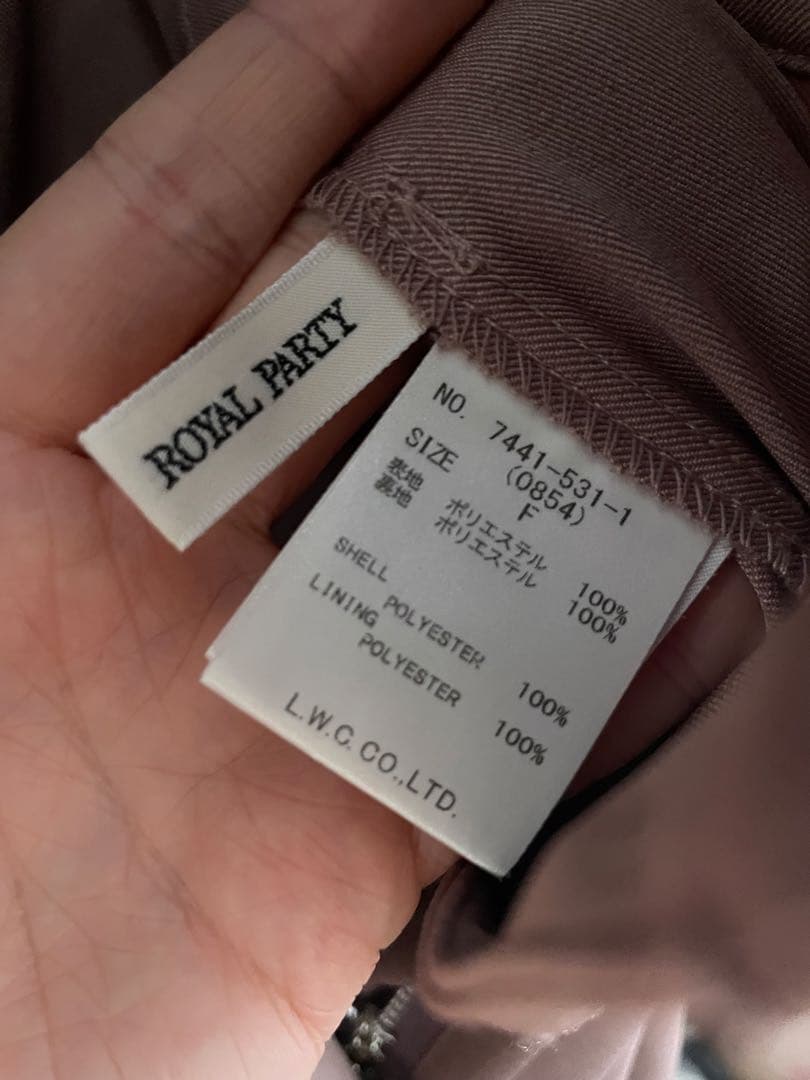 ROYAL PARTY
NO. 7441-531-1
(0854)
SIZE F
表地 ポリエステル 100%
裏地 ポリエステル 100%
SHELL
POLYESTER 100%
LINING
POLYESTER 100%
L.W.C. CO.,LTD.